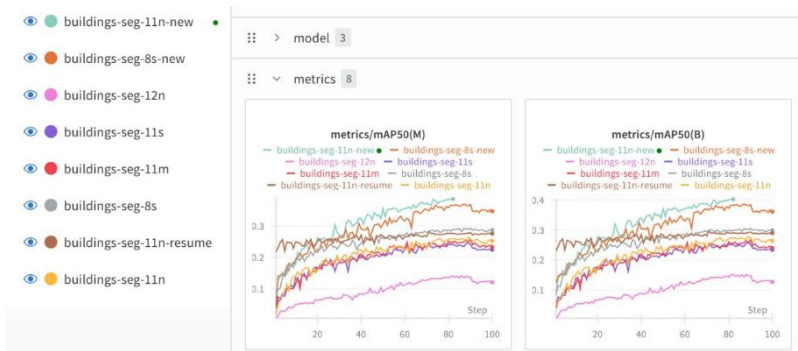 buildings-seg-11n-new
buildings-seg-8s-new
buildings-seg-12n
buildings-seg-11s
buildings-seg-11m
buildings-seg-8s
buildings-seg-11n-resume
buildings-seg-11n
model 3
metrics 8
metrics/mAP50(M)
buildings-seg-11n-new buildings-seg-8s-new
buildings-seg-12n buildings-seg-11s
buildings-seg-11m buildings-seg-8s
buildings-seg-11n-resume buildings-seg-11n
0.3
0.2
0.1
Step
20 40 60 80 100
metrics/mAP50(B)
buildings-seg-11n-new buildings-seg-8s-new
buildings-seg-12n buildings-seg-11s
buildings-seg-11m buildings-seg-8s
buildings-seg-11n-resume buildings-seg-11n
0.4
0.3
0.2
0.1
Step
20 40 60 80 100